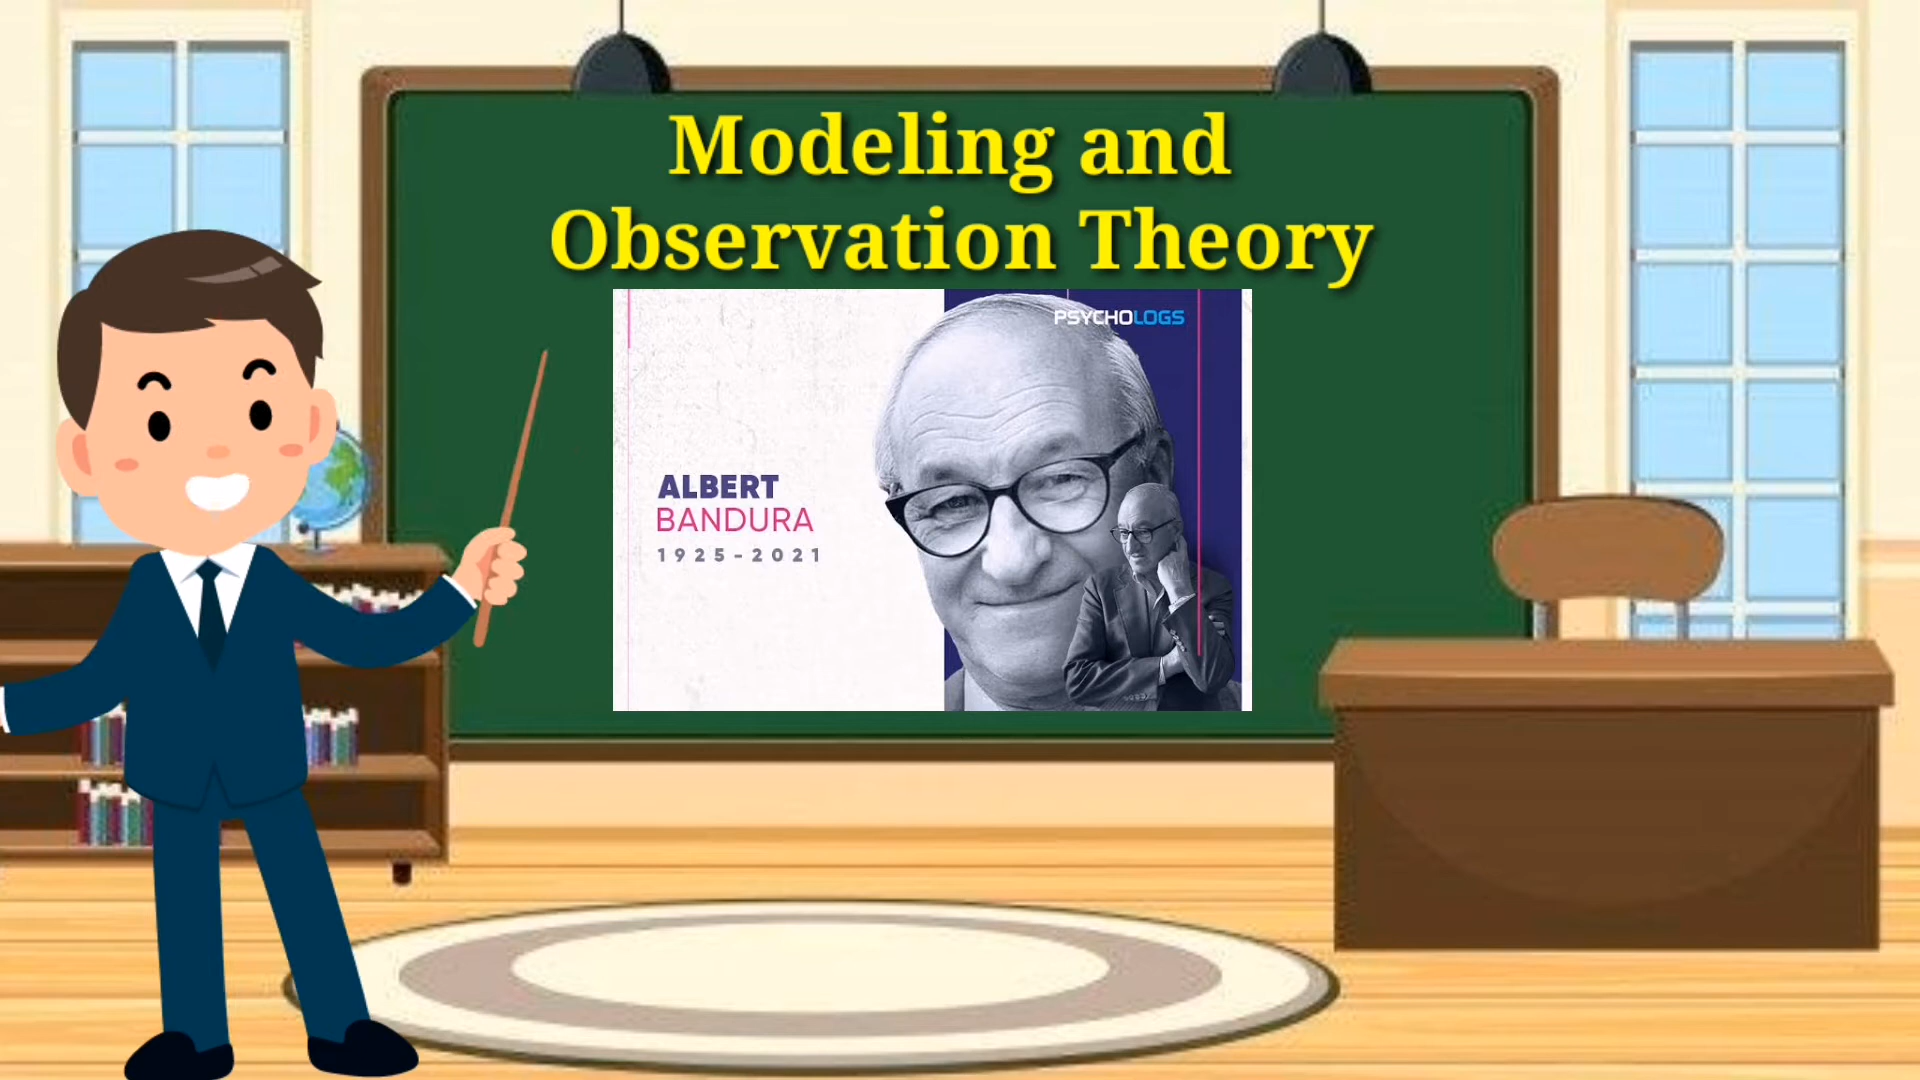 Modeling and
Observation Theory
PSYCHOLOGS
ALBERT
BANDURA
1925-2021